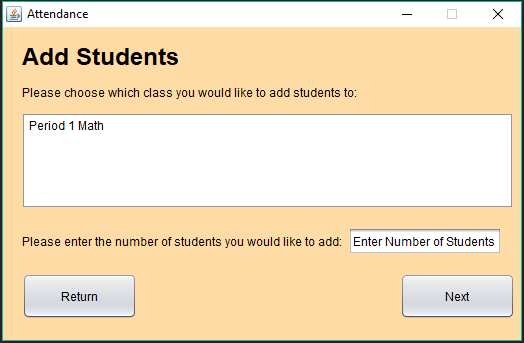 Attendance
Add Students
Please choose which class you would like to add students to:
Period 1 Math
Please enter the number of students you would like to add: Enter Number of Students
Return Next